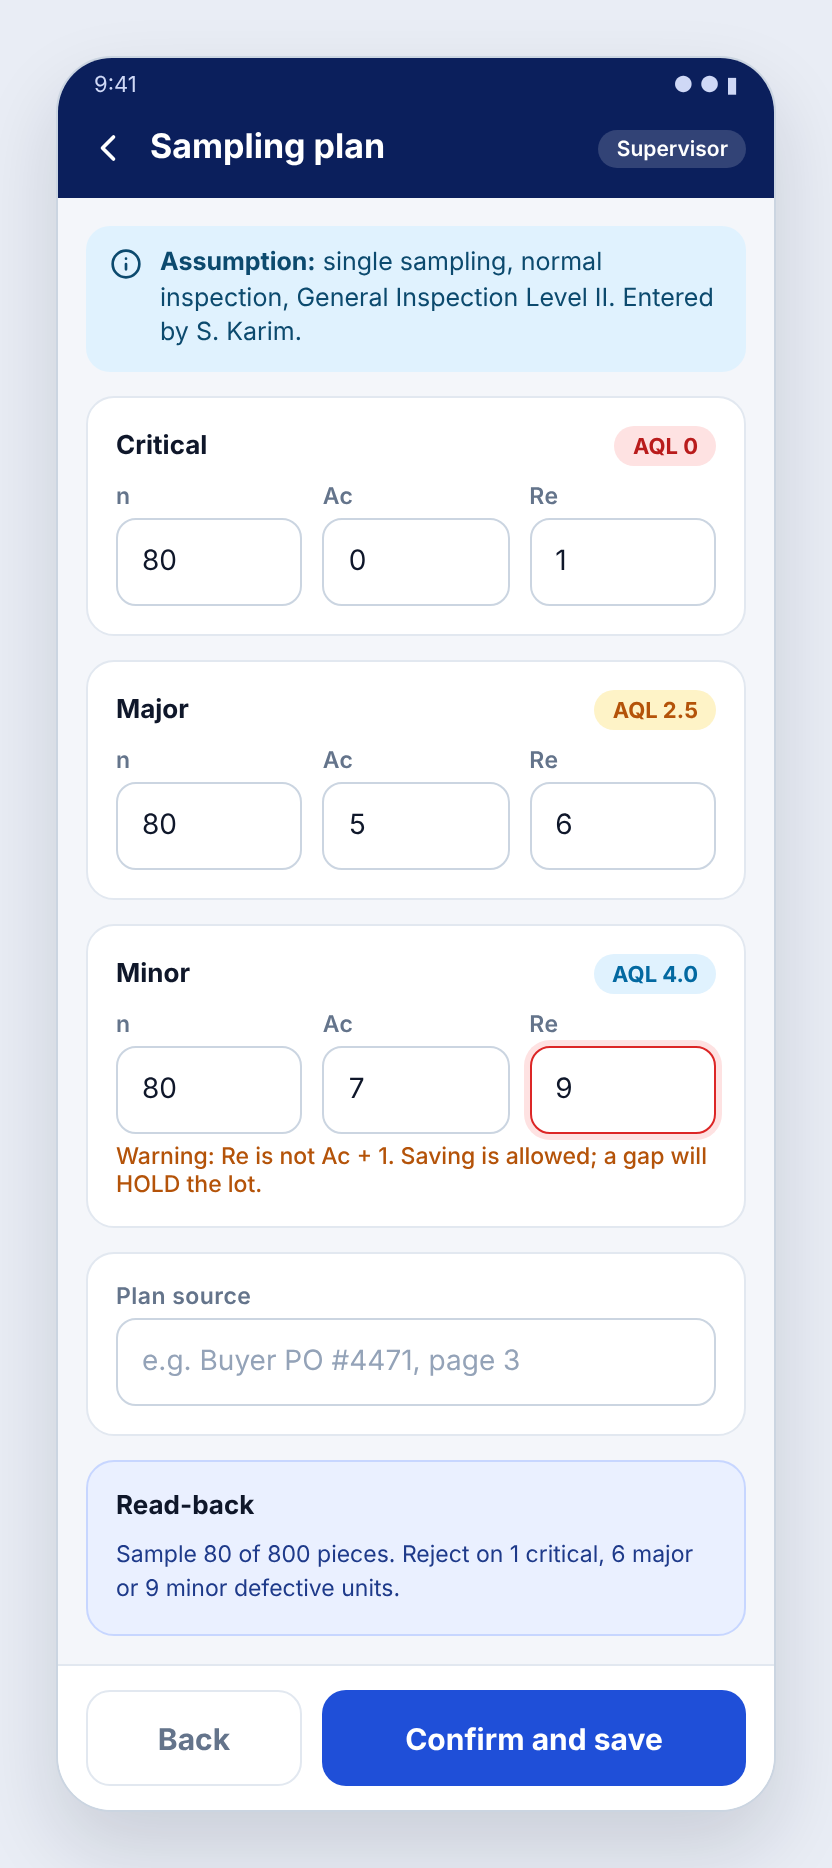 9:41
Sampling plan
Supervisor
Assumption: single sampling, normal
inspection, General Inspection Level II. Entered
by S. Karim.
Critical
AQL 0
n
Ac
Re
80
0
1
Major
AQL 2.5
n
Ac
Re
80
5
6
Minor
AQL 4.0
n
Ac
Re
80
7
9
Warning: Re is not Ac + 1. Saving is allowed; a gap will
HOLD the lot.
Plan source
e.g. Buyer PO #4471, page 3
Read-back
Sample 80 of 800 pieces. Reject on 1 critical, 6 major
or 9 minor defective units.
Back
Confirm and save